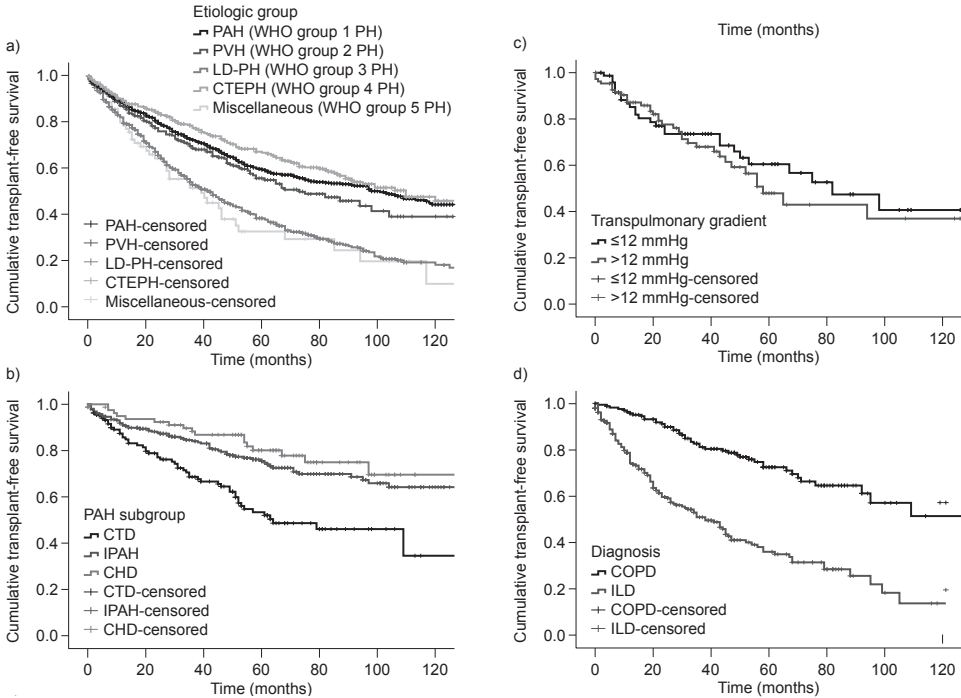 Etiologic group
PAH (WHO group 1 PH)
PVH (WHO group 2 PH)
LD-PH (WHO group 3 PH)
CTEPH (WHO group 4 PH)
Miscellaneous (WHO group 5 PH)
a)
Cumulative transplant-free survival
1.0
0.8
0.6
0.4
0.2
0.0
PAH-censored
PVH-censored
LD-PH-censored
CTEPH-censored
Miscellaneous-censored
0 20 40 60 80 100 120
Time (months)
b)
Cumulative transplant-free survival
1.0
0.8
0.6
0.4
0.2
0.0
PAH subgroup
CTD
IPAH
CHD
CTD-censored
IPAH-censored
CHD-censored
0 20 40 60 80 100 120
Time (months)
Time (months)
c)
Cumulative transplant-free survival
1.0
0.8
0.6
0.4
0.2
0.0
Transpulmonary gradient
≤12 mmHg
>12 mmHg
≤12 mmHg-censored
>12 mmHg-censored
0 20 40 60 80 100 120
Time (months)
d)
Cumulative transplant-free survival
1.0
0.8
0.6
0.4
0.2
0.0
Diagnosis
COPD
ILD
COPD-censored
ILD-censored
0 20 40 60 80 100 120
Time (months)